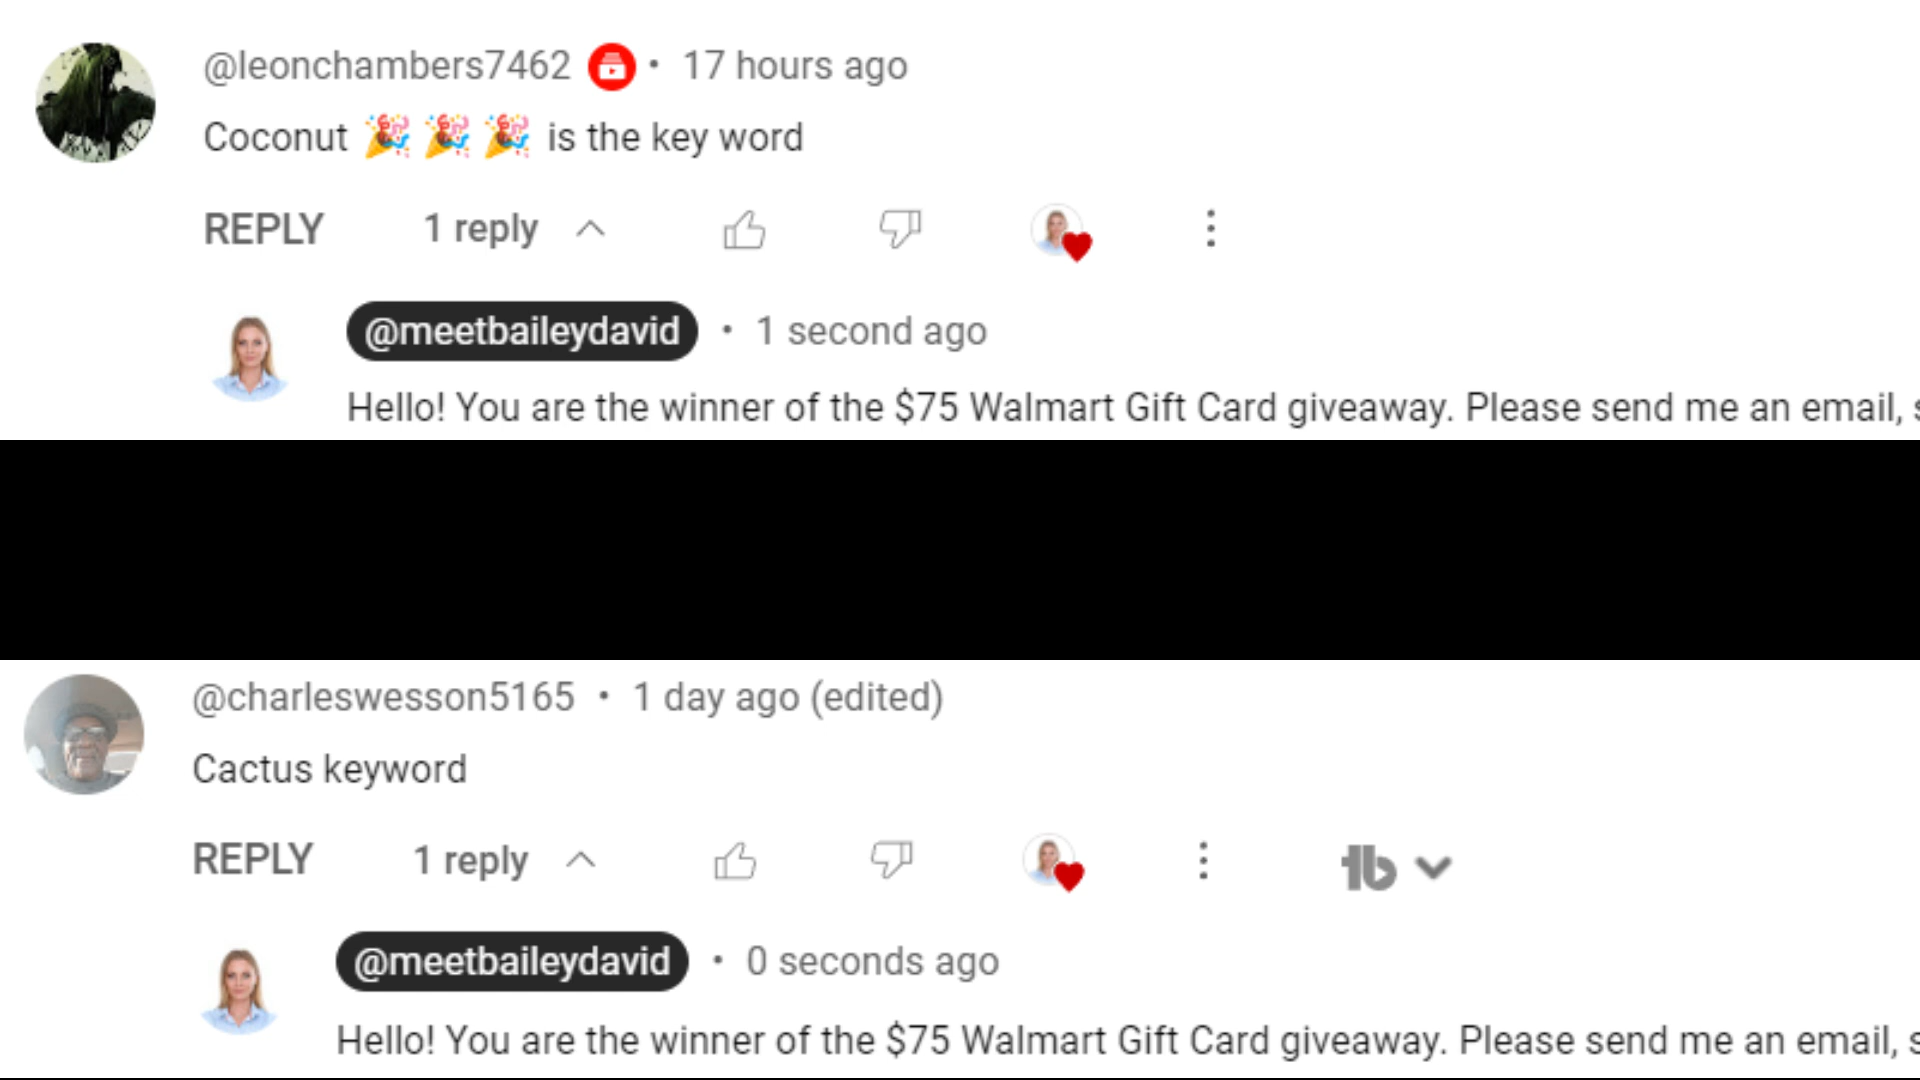 @leonchambers7462 • 17 hours ago
Coconut 🎉 🎉 🎉 is the key word
REPLY 1 reply
@meetbaileydavid • 1 second ago
Hello! You are the winner of the $75 Walmart Gift Card giveaway. Please send me an email,
@charleswesson5165 • 1 day ago (edited)
Cactus keyword
REPLY 1 reply
tb
@meetbaileydavid • 0 seconds ago
Hello! You are the winner of the $75 Walmart Gift Card giveaway. Please send me an email,